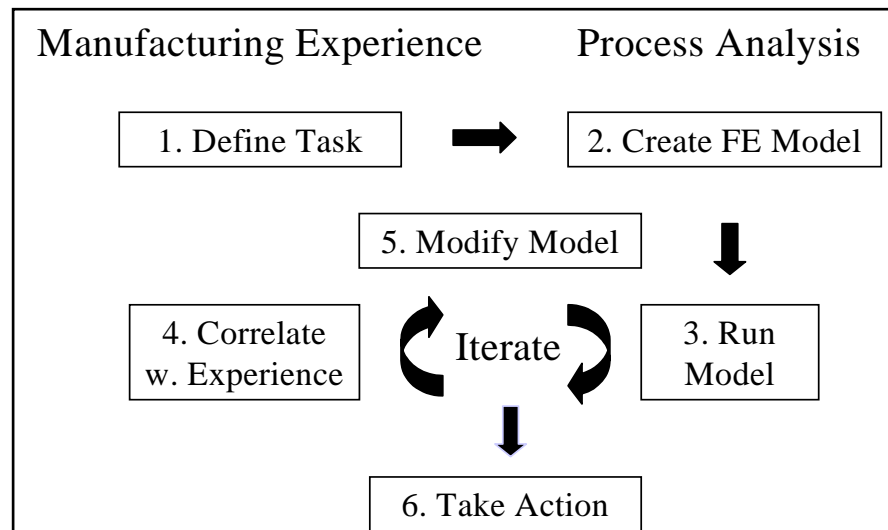 Manufacturing Experience
Process Analysis
1. Define Task
2. Create FE Model
5. Modify Model
4. Correlate
w. Experience
Iterate
3. Run
Model
6. Take Action